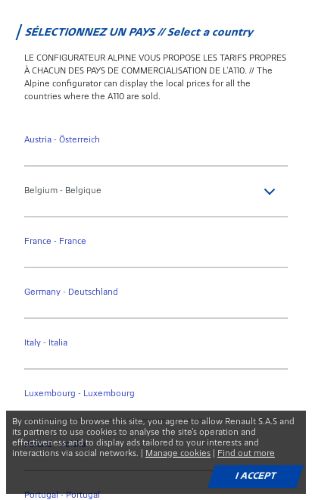 SÉLECTIONNEZ UN PAYS // Select a country
LE CONFIGURATEUR ALPINE VOUS PROPOSE LES TARIFS PROPRES
À CHACUN DES PAYS DE COMMERCIALISATION DE L'A110. // The
Alpine configurator can display the local prices for all the
countries where the A110 are sold.
Austria - Österreich
Belgium - Belgique
France - France
Germany - Deutschland
Italy - Italia
Luxembourg - Luxembourg
By continuing to browse this site, you agree to allow Renault S.A.S and
its partners to use cookies to analyse the site's operation and
effectiveness and to display ads tailored to your interests and
interactions via social networks. | Manage cookies | Find out more
I ACCEPT
Portugal - Portugal